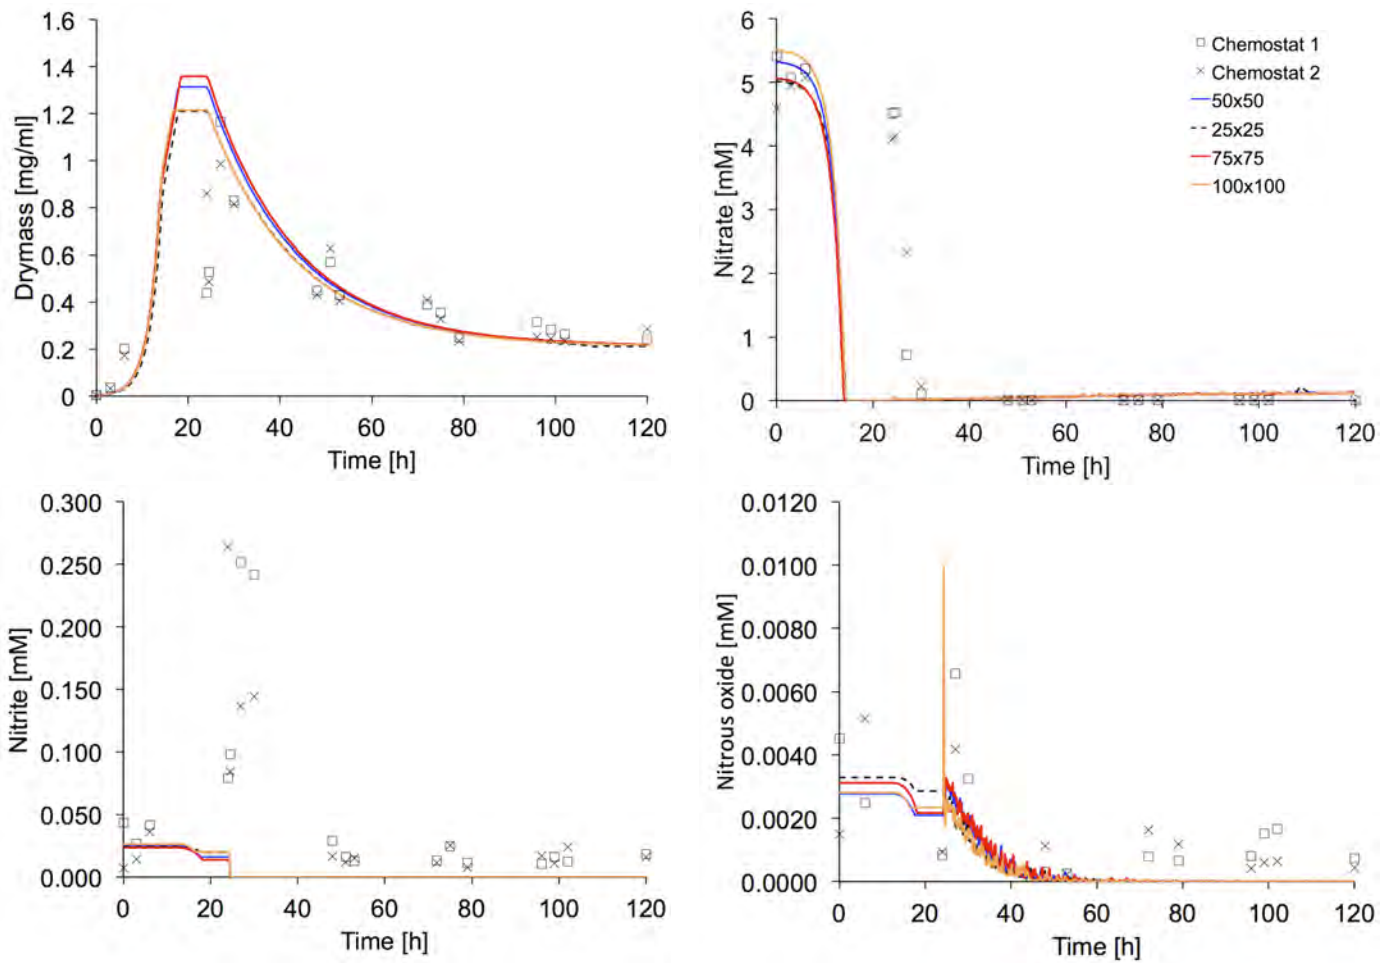 1.6
1.4
1.2
1
0.8
0.6
0.4
0.2
0
Drymass [mg/ml]
0 20 40 60 80 100 120
Time [h]
6
5
4
3
2
1
0
Nitrate [mM]
0 20 40 60 80 100 120
Time [h]
Chemostat 1
Chemostat 2
50x50
25x25
75x75
100x100
0.300
0.250
0.200
0.150
0.100
0.050
0.000
Nitrite [mM]
0 20 40 60 80 100 120
Time [h]
0.0120
0.0100
0.0080
0.0060
0.0040
0.0020
0.0000
Nitrous oxide [mM]
0 20 40 60 80 100 120
Time [h]